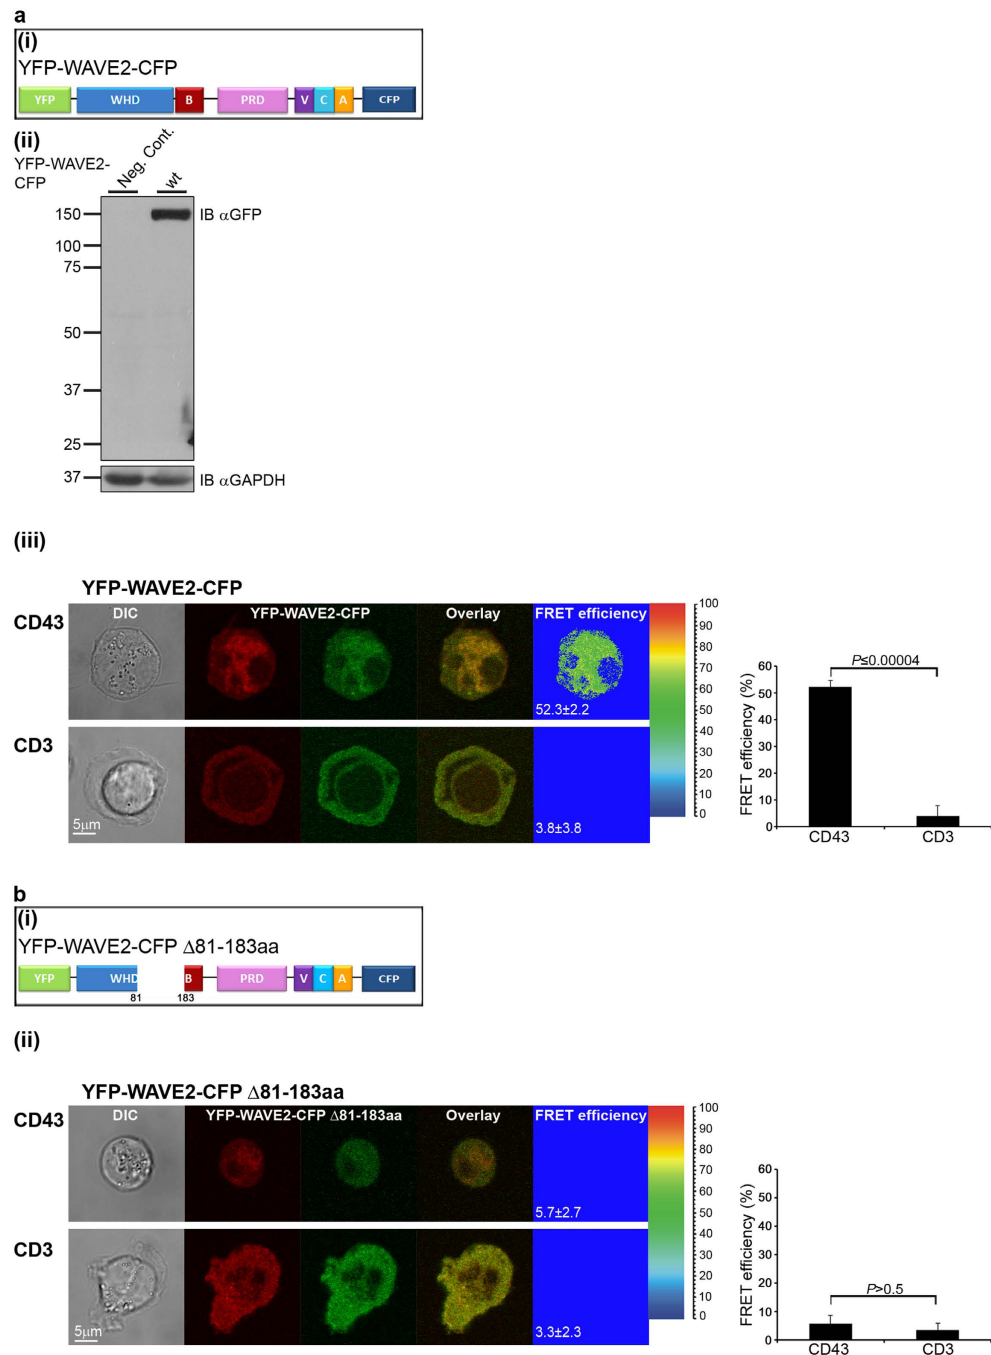 a
(i)
YFP-WAVE2-CFP
YFP WHD B PRD V C A CFP
(ii)
YFP-WAVE2-
CFP
Neg. Cont.
wt
150
100
75
50
37
25
IB αGFP
37
IB αGAPDH
(iii)
YFP-WAVE2-CFP
CD43
DIC YFP-WAVE2-CFP Overlay FRET efficiency
52.3±2.2
CD3
5µm
3.8±3.8
100
90
80
70
60
50
40
30
20
10
0
FRET efficiency (%)
60
50
40
30
20
10
0
P≤0.00004
CD43 CD3
b
(i)
YFP-WAVE2-CFP Δ81-183aa
YFP WHD B PRD V C A CFP
81 183
(ii)
YFP-WAVE2-CFP Δ81-183aa
CD43
DIC YFP-WAVE2-CFP Δ81-183aa Overlay FRET efficiency
5.7±2.7
CD3
5µm
3.3±2.3
100
90
80
70
60
50
40
30
20
10
0
FRET efficiency (%)
60
50
40
30
20
10
0
P>0.5
CD43 CD3